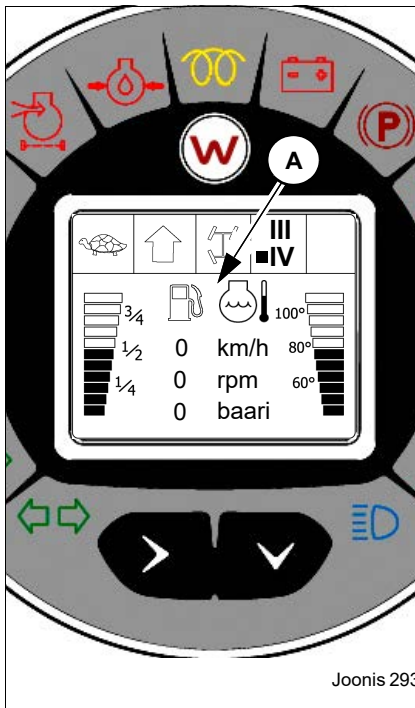 P
W
A
III
■IV
3/4
100°
1/2
0 km/h
80°
1/4
0 rpm
60°
0 baari
Joonis 293